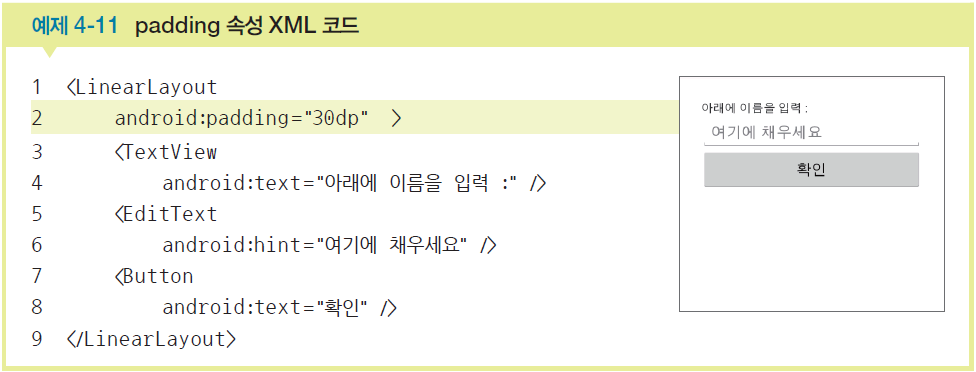 예제 4-11 padding 속성 XML 코드
1 <LinearLayout
2 android:padding="30dp" >
3 <TextView
4 android:text="아래에 이름을 입력 :" />
5 <EditText
6 android:hint="여기에 채우세요" />
7 <Button
8 android:text="확인" />
9 </LinearLayout>
아래에 이름을 입력 :
여기에 채우세요
확인